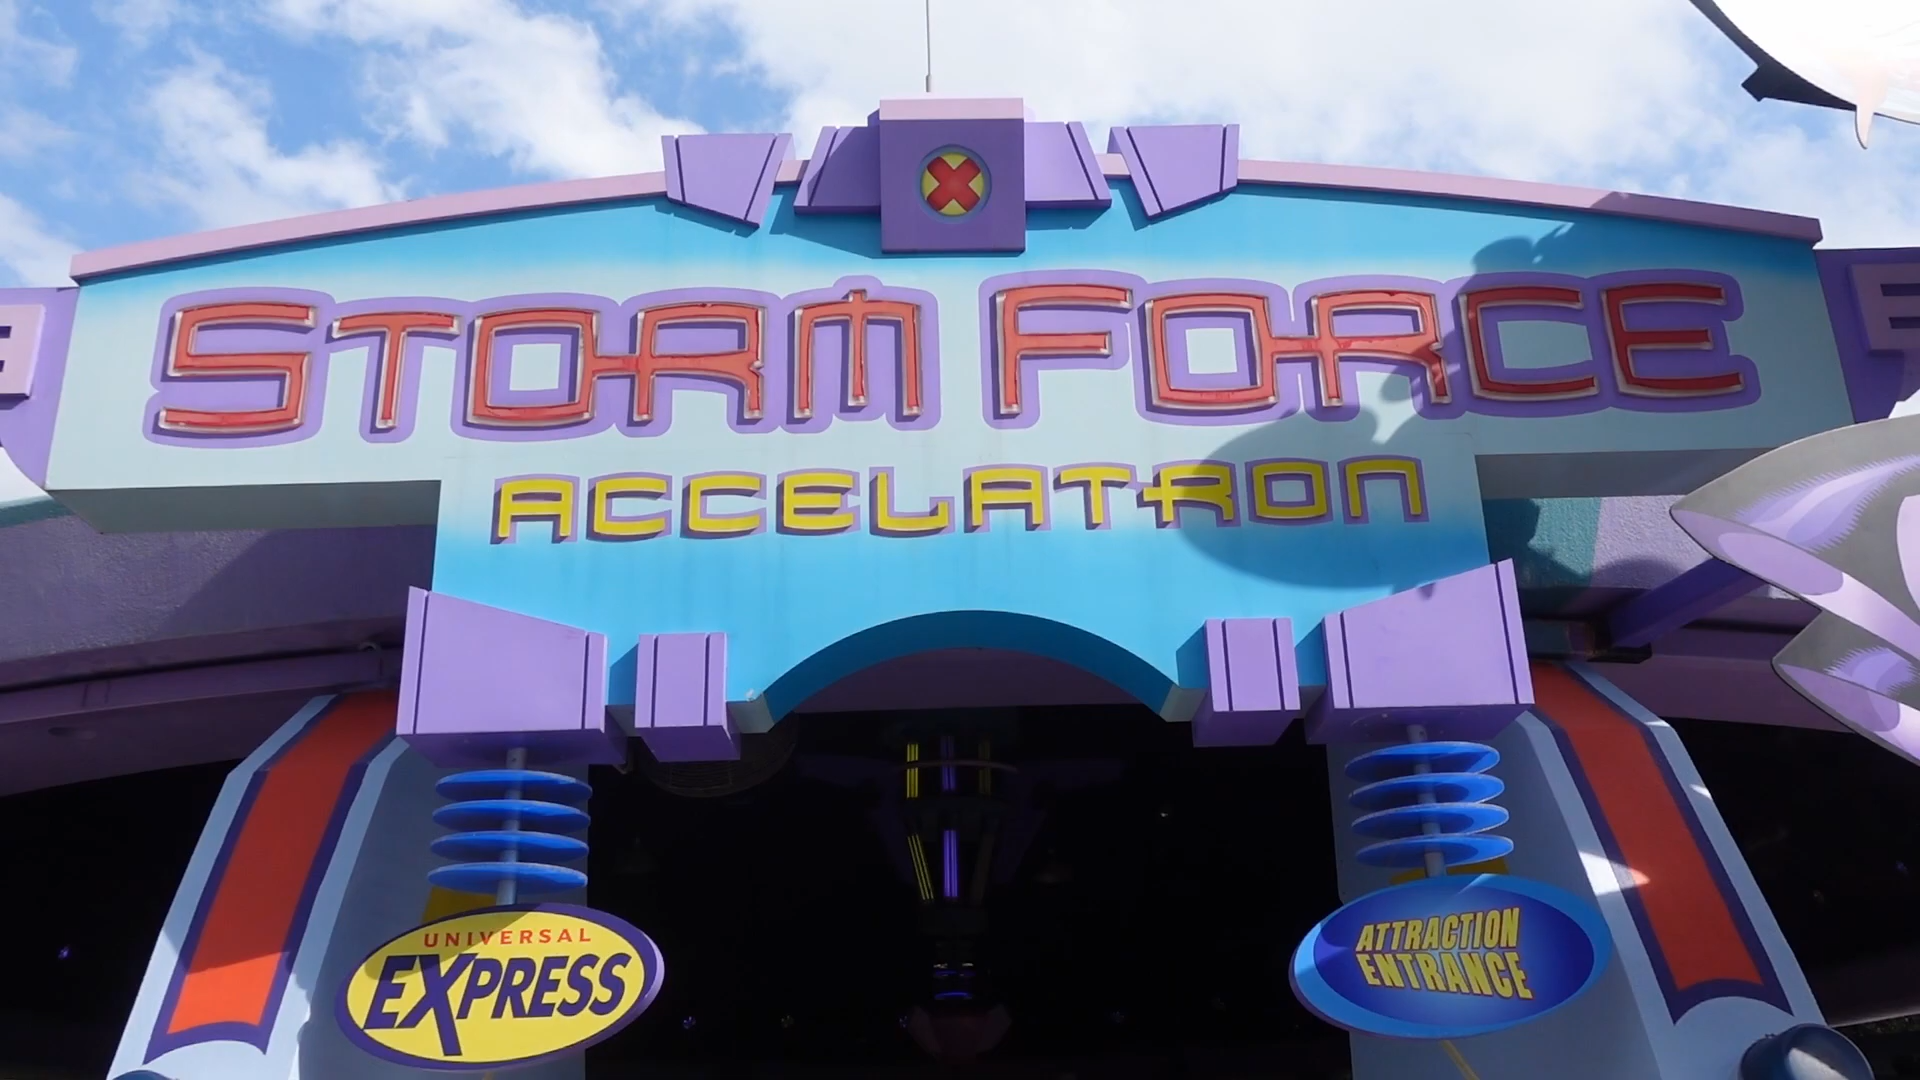 STORM FORCE
ACCELATRON
UNIVERSAL
EXPRESS
ATTRACTION
ENTRANCE